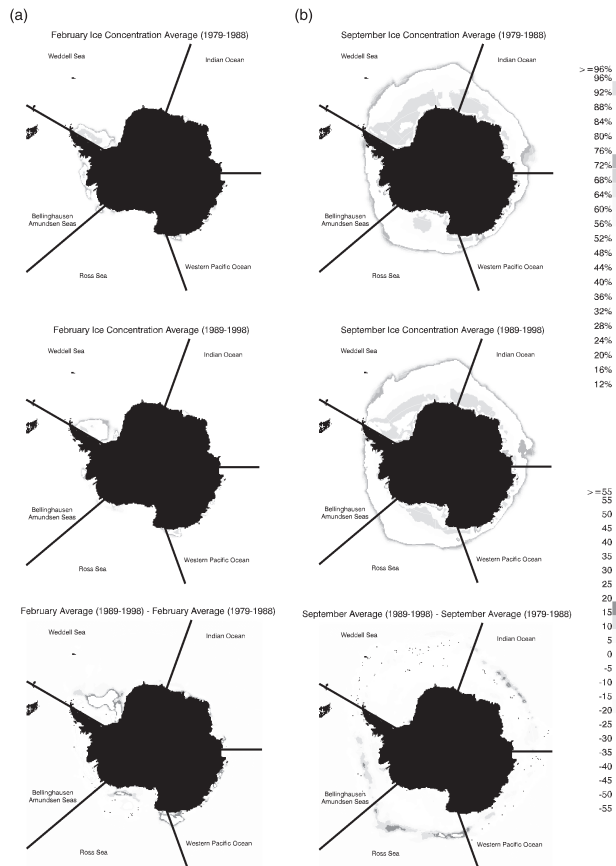 (a)
(b)
February Ice Concentration Average (1979-1988)
Weddell Sea
Indian Ocean
Bellinghausen
Amundsen Seas
Ross Sea
Western Pacific Ocean
September Ice Concentration Average (1979-1988)
Weddell Sea
Indian Ocean
Bellinghausen
Amundsen Seas
Ross Sea
Western Pacific Ocean
>=96%
96%
92%
88%
84%
80%
76%
72%
68%
64%
60%
56%
52%
48%
44%
40%
36%
32%
28%
24%
20%
16%
12%
February Ice Concentration Average (1989-1998)
Weddell Sea
Indian Ocean
Bellinghausen
Amundsen Seas
Ross Sea
Western Pacific Ocean
September Ice Concentration Average (1989-1998)
Weddell Sea
Indian Ocean
Bellinghausen
Amundsen Seas
Ross Sea
Western Pacific Ocean
February Average (1989-1998) - February Average (1979-1988)
Weddell Sea
Indian Ocean
Bellinghausen
Amundsen Seas
Ross Sea
Western Pacific Ocean
September Average (1989-1998) - September Average (1979-1988)
Weddell Sea
Indian Ocean
Bellinghausen
Amundsen Seas
Ross Sea
Western Pacific Ocean
>=55
55
50
45
40
35
30
25
20
15
10
5
0
-5
-10
-15
-20
-25
-30
-35
-40
-45
-50
-55